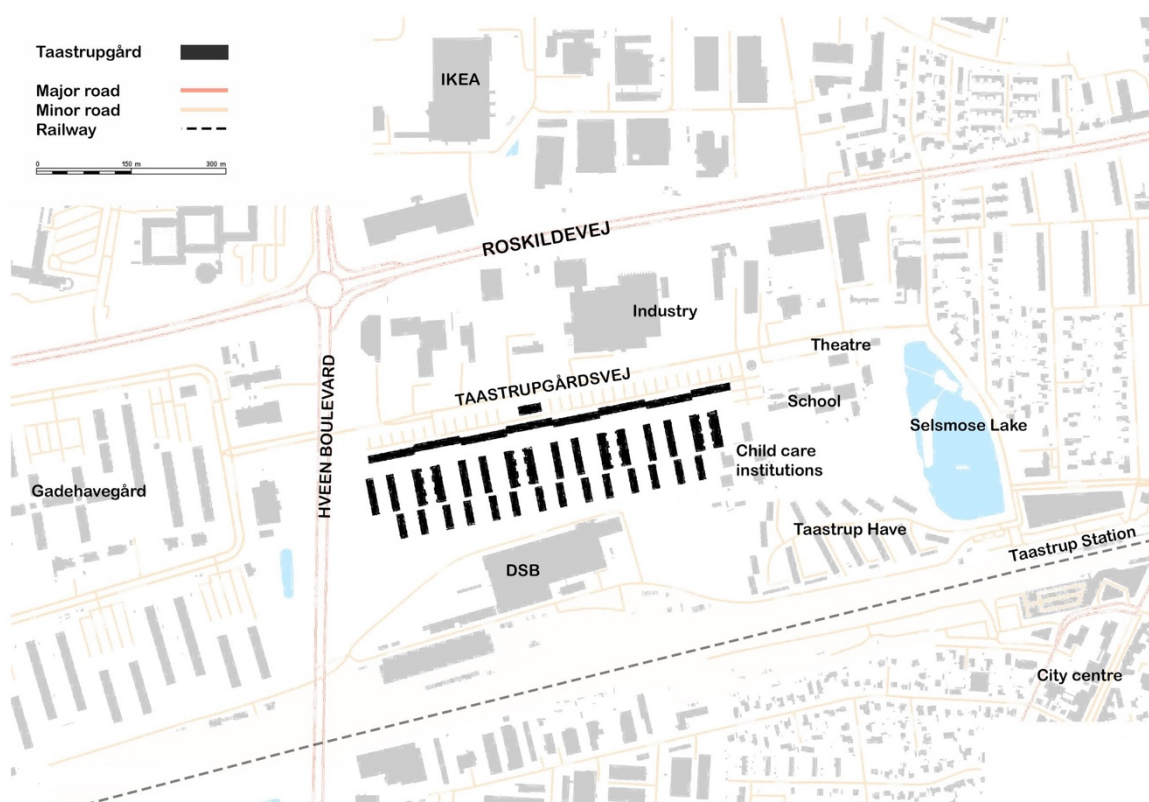 Taastrupgård
Major road
Minor road
Railway
0 150 m 300 m
IKEA
ROSKILDEVEJ
Industry
Theatre
HVEEN BOULEVARD
TAASTRUPGÅRDSVEJ
School
Selsmose Lake
Child care
institutions
Gadehavegård
Taastrup Have
Taastrup Station
DSB
City centre